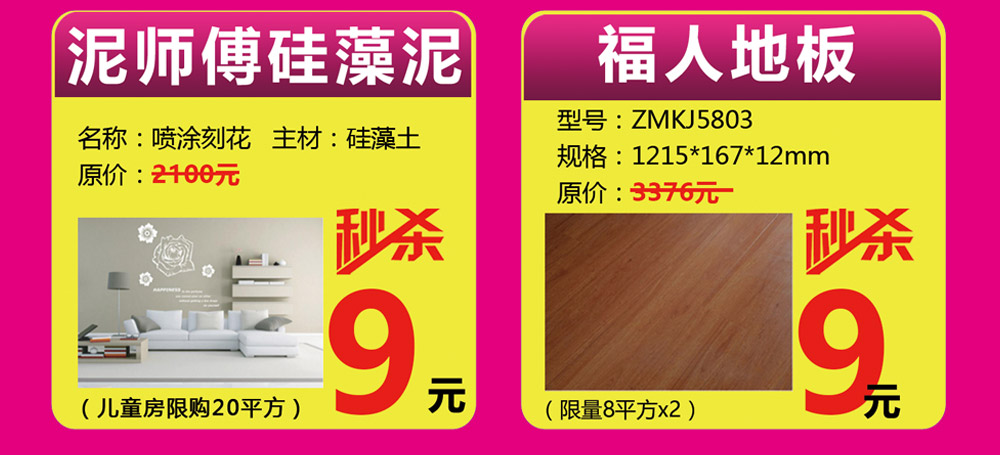 泥师傅硅藻泥
名称：喷涂刻花 主材：硅藻土
原价：2100元
秒杀
9元
HAPPINESS
（儿童房限购20平方）
福人地板
型号：ZMKJ5803
规格：1215*167*12mm
原价：3376元
秒杀
9元
（限量8平方x2）